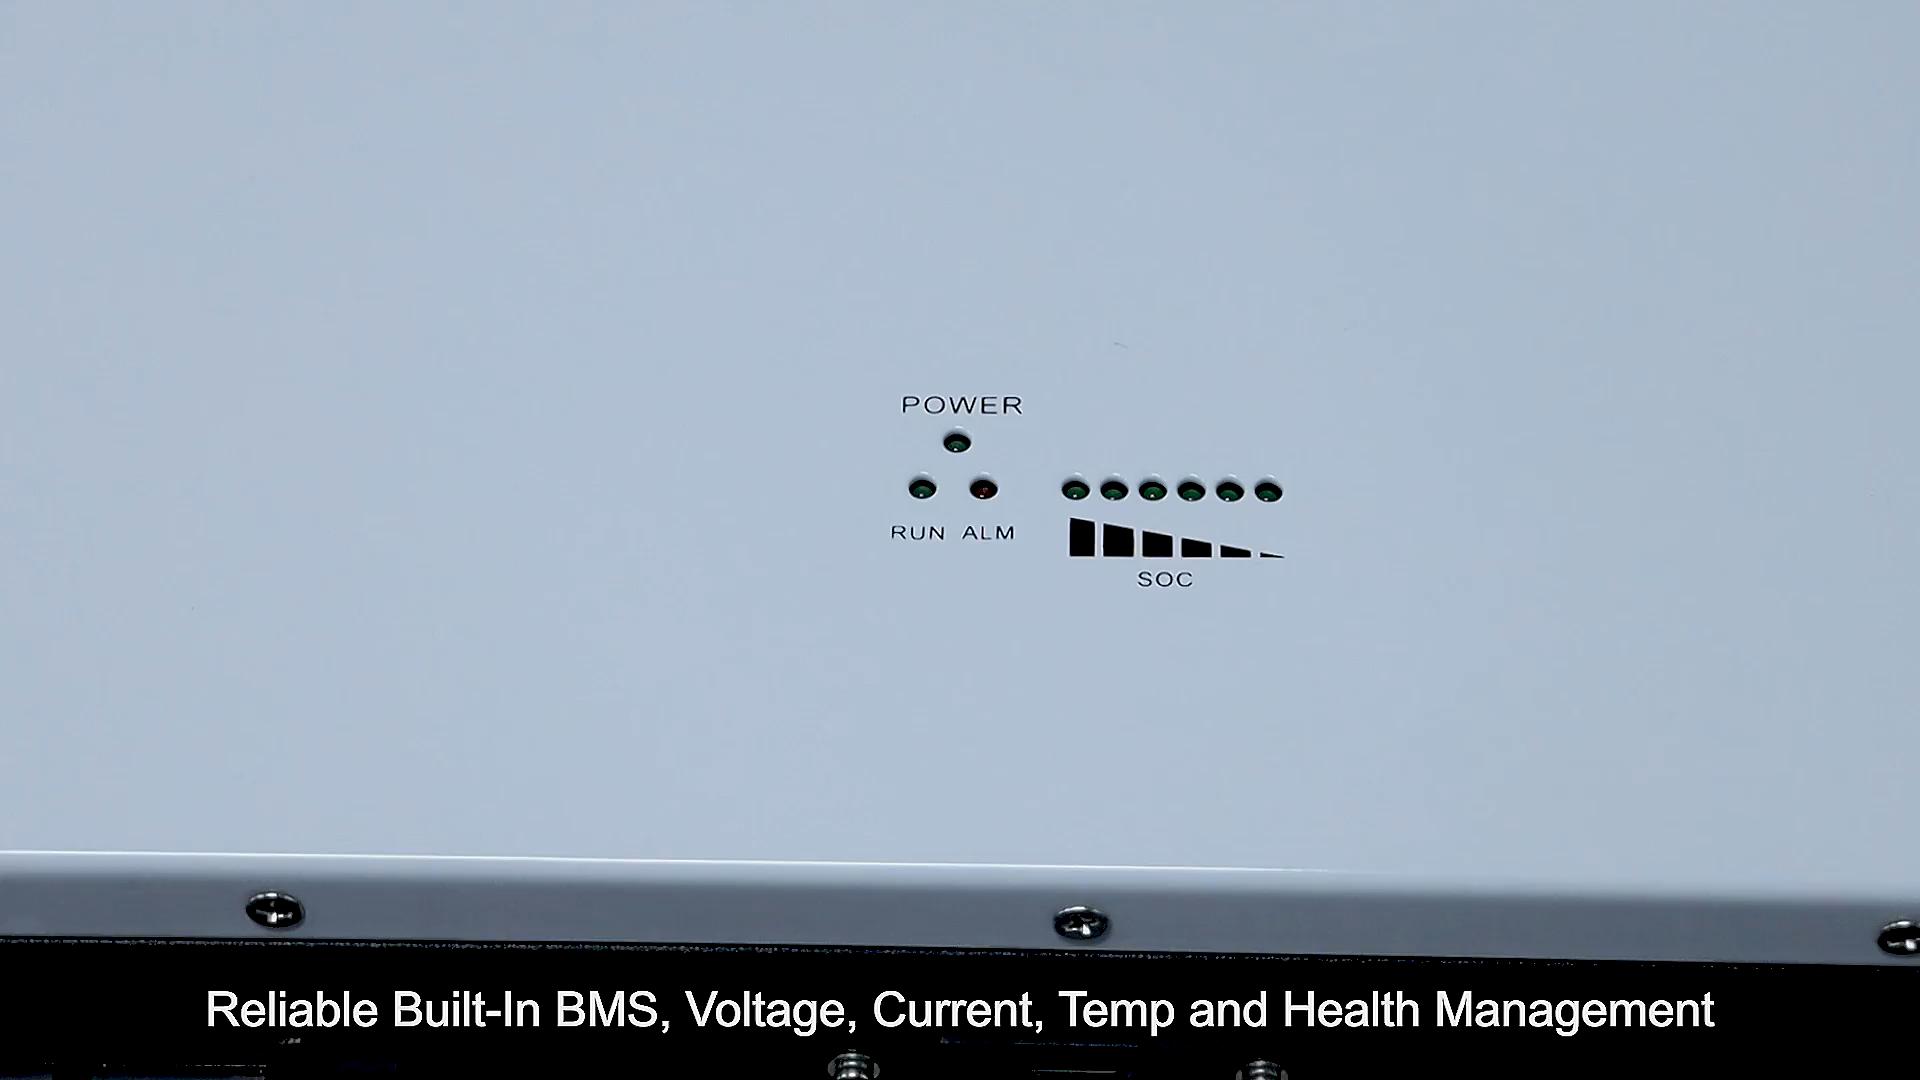 POWER
RUN ALM
SOC
Reliable Built-In BMS, Voltage, Current, Temp and Health Management